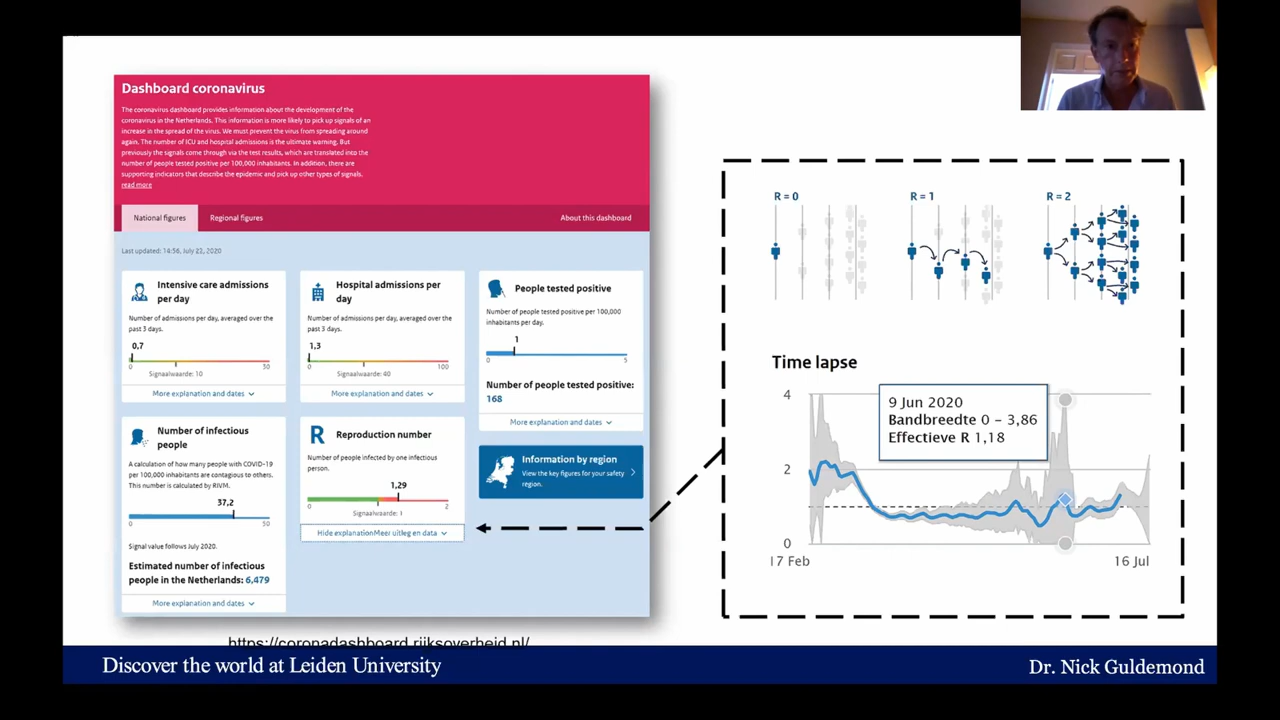 Dashboard coronavirus
The coronavirus dashboard provides information about the development of the
coronavirus in the Netherlands. This information is more likely to pick up signals of an
increase in the spread of the virus. We must prevent the virus from spreading around
again. The number of ICU and hospital admissions is the ultimate warning. But
previously the signals come through via the test results, which are translated into the
number of people tested positive per 100,000 inhabitants. In addition, there are
supporting indicators that describe the epidemic and pick up other types of signals.
read more
National figures
Regional figures
About this dashboard
Last updated: 14:56, July 22, 2020
Intensive care admissions
per day)
Number of admissions per day, averaged over the
past 3 days.
0,7
0
30
Signaalwaarde: 10
More explanation and dates
Hospital admissions per
day
Number of admissions per day, averaged over the
past 3 days.
1,3
0
100
Signaalwaarde: 40
More explanation and dates
People tested positive
Number of people tested positive per 100,000
inhabitants per day.
1
0
5
Number of people tested positive:
168
More explanation and dates
Number of infectious
people
A calculation of how many people with COVID-19
per 100,000 inhabitants are contagious to others.
This number is calculated by RIVM.
37,2
0
50
Signal value follows July 2020.
Estimated number of infectious
people in the Netherlands: 6,479
More explanation and dates
R
Reproduction number
Number of people infected by one infectious
person.
1,29
0
2
Signaalwaarde: 1
Hide explanationMeer uitleg en data
Information by region
View the key figures for your safety
region.
https://coronadashboard.rijksoverheid.nl/
R = 0
R = 1
R = 2
Time lapse
4
2
0
9 Jun 2020
Bandbreedte 0 – 3,86
Effectieve R 1,18
17 Feb
16 Jul
Discover the world at Leiden University
Dr. Nick Guldemond